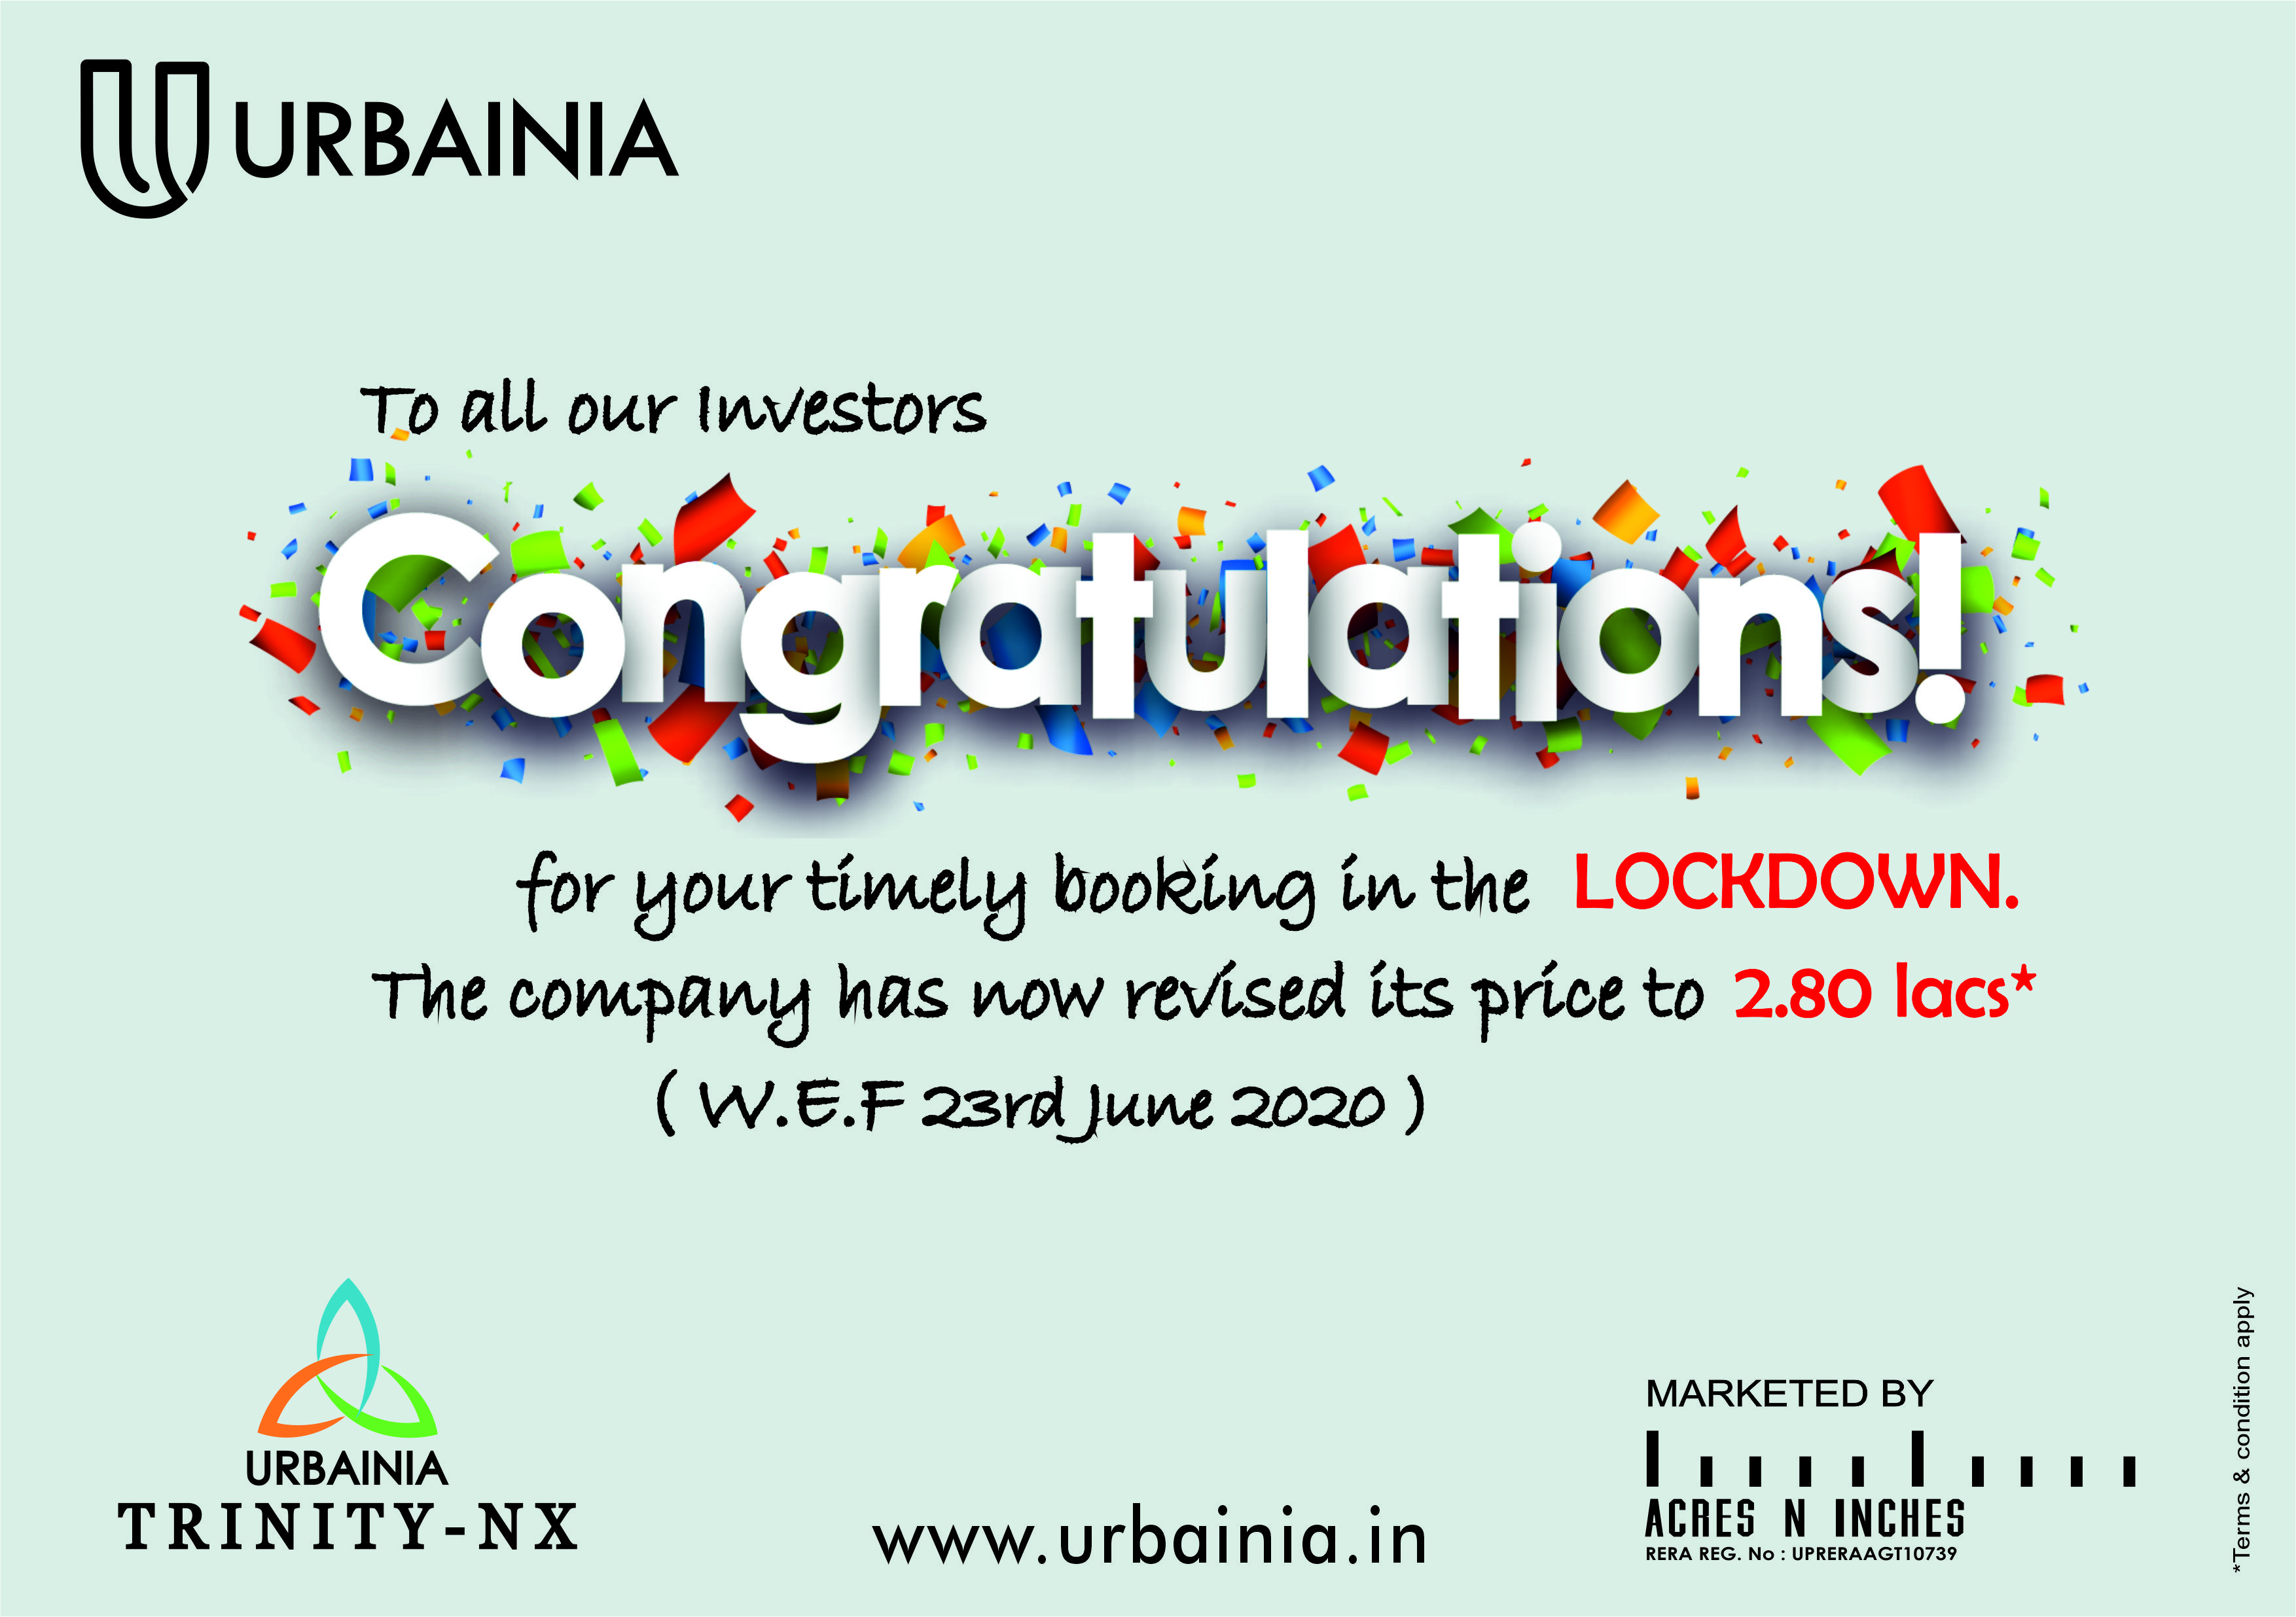 URBAINIA
To all our Investors
Congratulations!
for your timely booking in the LOCKDOWN.
The company has now revised its price to 2.80 lacs*
( W.E.F 23rd June 2020 )
URBAINIA
TRINITY-NX
www.urbainia.in
MARKETED BY
ACRES N INCHES
RERA REG. No : UPRERAAGT10739
*Terms & condition apply